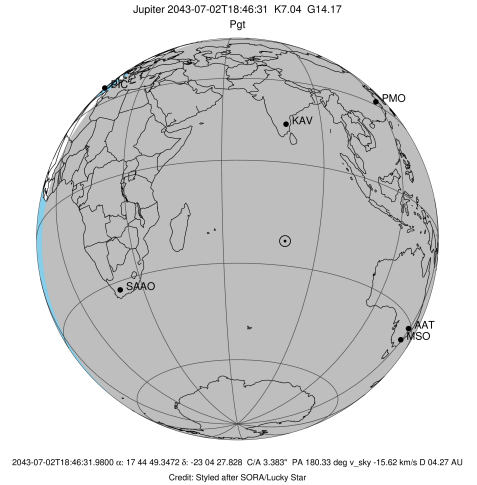 Jupiter 2043-07-02T18:46:31 K7.04 G14.17
Pgt
PIC
PMO
KAV
SAAO
AAT
MSO
2043-07-02T18:46:31.9800 α: 17 44 49.3472 δ: -23 04 27.828 C/A 3.383" PA 180.33 deg v_sky -15.62 km/s D 04.27 AU
Credit: Styled after SORA/Lucky Star